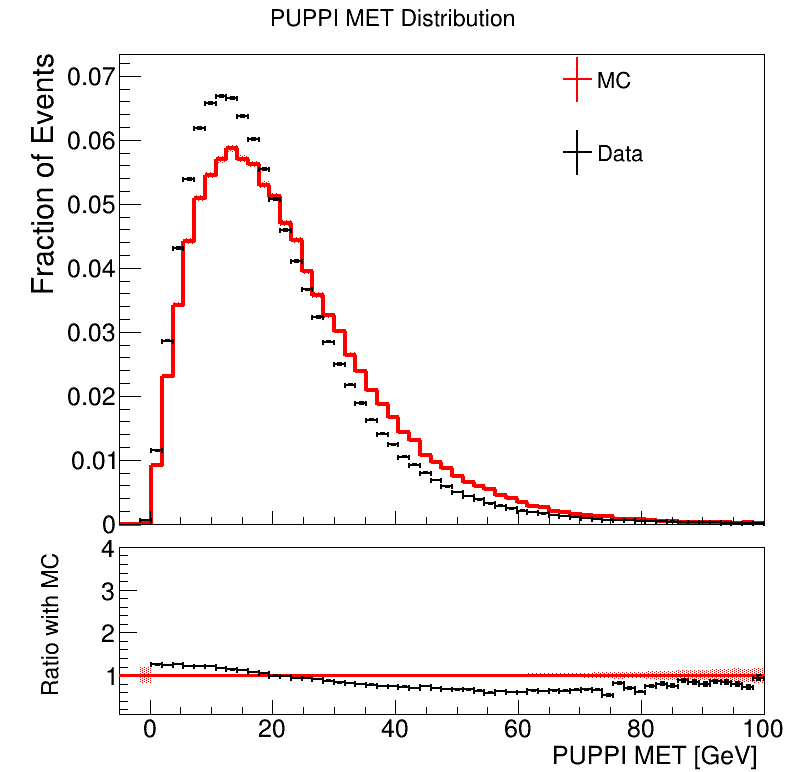 PUPPI MET Distribution
Fraction of Events
0.07
0.06
0.05
0.04
0.03
0.02
0.01
0
MC
Data
Ratio with MC
4
3
2
1
0 20 40 60 80 100
PUPPI MET [GeV]